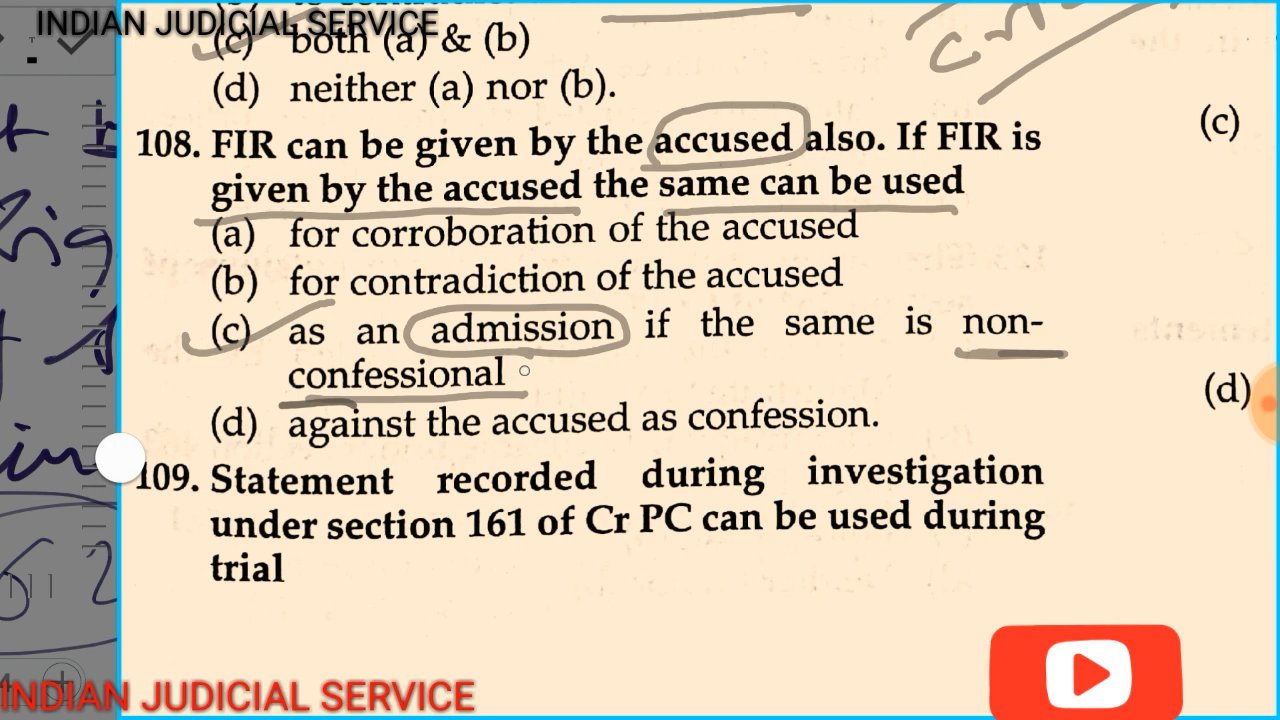 INDIAN JUDICIAL SERVICE
(c) both (a) & (b)
(d) neither (a) nor (b).
(c)
108. FIR can be given by the accused also. If FIR is
given by the accused the same can be used
(a) for corroboration of the accused
(b) for contradiction of the accused
(c) as an admission if the same is non-
confessional
(d)
(d) against the accused as confession.
109. Statement recorded during investigation
under section 161 of Cr PC can be used during
trial
INDIAN JUDICIAL SERVICE